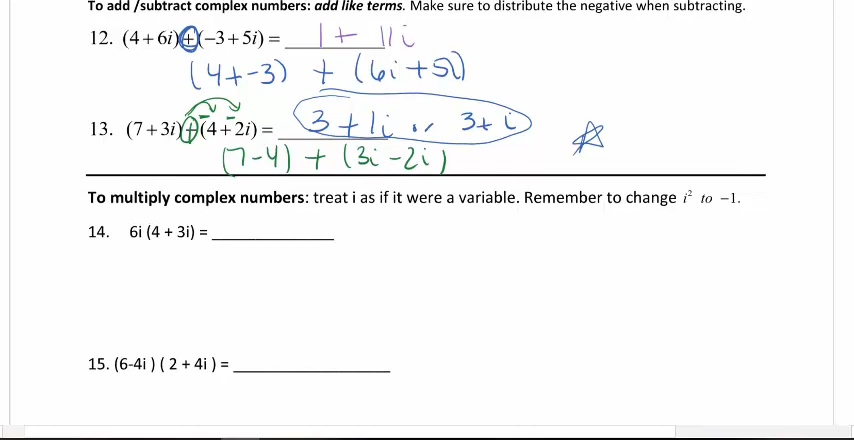 To add /subtract complex numbers: add like terms. Make sure to distribute the negative when subtracting.
12. (4+6i)+(−3+5i) = 1 + 11i
(4+-3) + (6i+5i)
13. (7+3i)+(4+2i) = 3+1i or 3+i
(7-4) + (3i-2i)
To multiply complex numbers: treat i as if it were a variable. Remember to change i² to −1.
14. 6i (4 + 3i) = ______________
15. (6-4i ) ( 2 + 4i ) = __________________